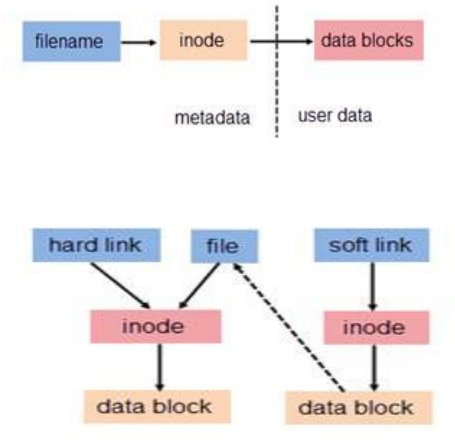 filename
inode
data blocks
metadata
user data
hard link
file
soft link
inode
inode
data block
data block